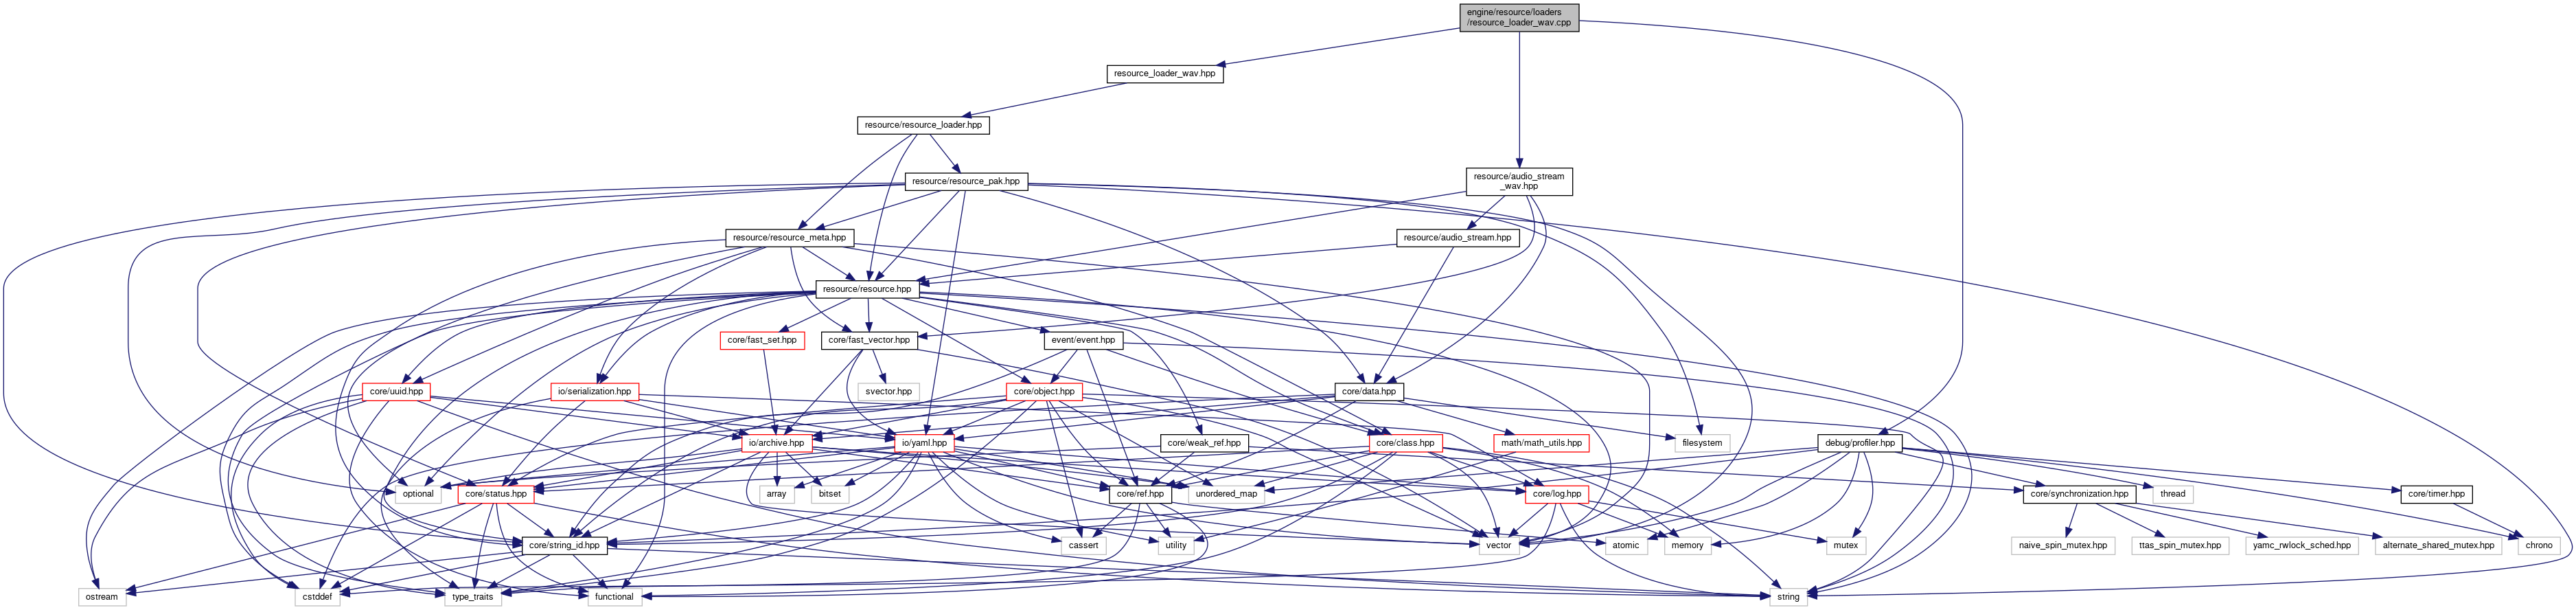 engine/resource/loaders
/resource_loader_wav.cpp
resource_loader_wav.hpp
resource/resource_loader.hpp
resource/resource_pak.hpp
resource/audio_stream
_wav.hpp
resource/resource_meta.hpp
resource/audio_stream.hpp
resource/resource.hpp
core/fast_set.hpp
core/fast_vector.hpp
event/event.hpp
core/uuid.hpp
io/serialization.hpp
svector.hpp
core/object.hpp
core/data.hpp
io/archive.hpp
io/yaml.hpp
core/weak_ref.hpp
core/class.hpp
math/math_utils.hpp
filesystem
debug/profiler.hpp
optional
core/status.hpp
array
bitset
core/ref.hpp
unordered_map
core/log.hpp
core/synchronization.hpp
thread
core/timer.hpp
core/string_id.hpp
cassert
utility
vector
atomic
memory
mutex
naive_spin_mutex.hpp
ttas_spin_mutex.hpp
yamc_rwlock_sched.hpp
alternate_shared_mutex.hpp
chrono
ostream
cstddef
type_traits
functional
string